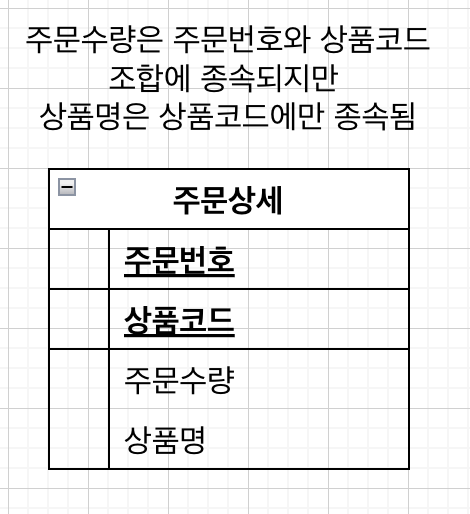 주문수량은 주문번호와 상품코드
조합에 종속되지만
상품명은 상품코드에만 종속됨
주문상세
주문번호
상품코드
주문수량
상품명